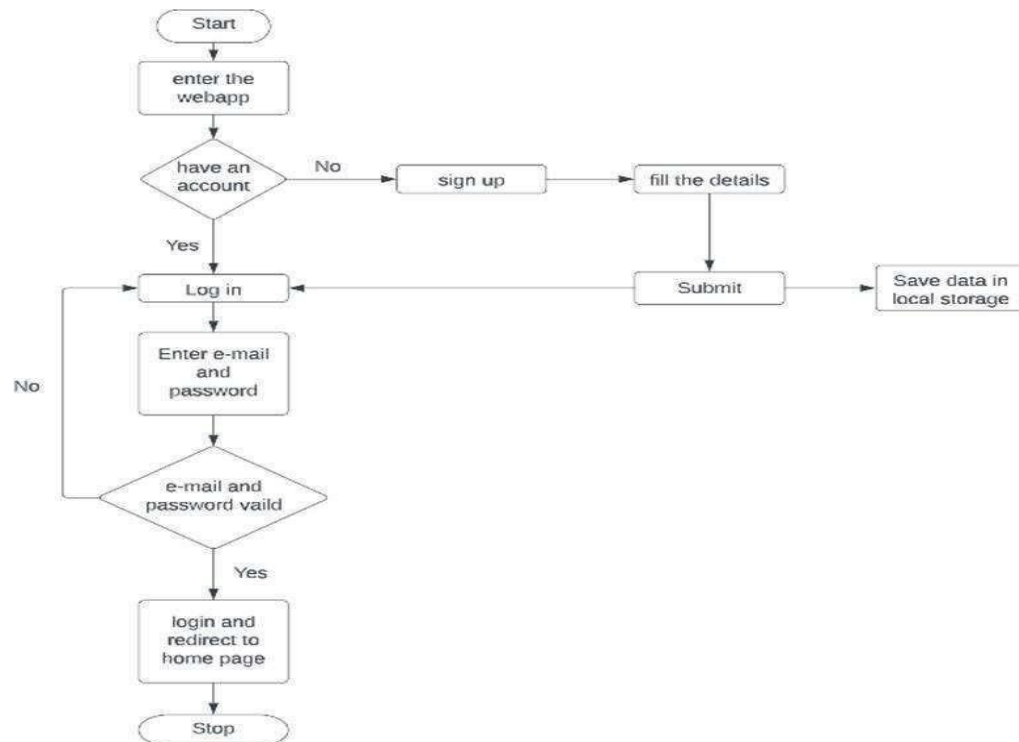 Start
enter the
webapp
have an
account
No
sign up
fill the details
Yes
Log in
Submit
Save data in
local storage
Enter e-mail
and
password
No
e-mail and
password vaild
Yes
login and
redirect to
home page
Stop